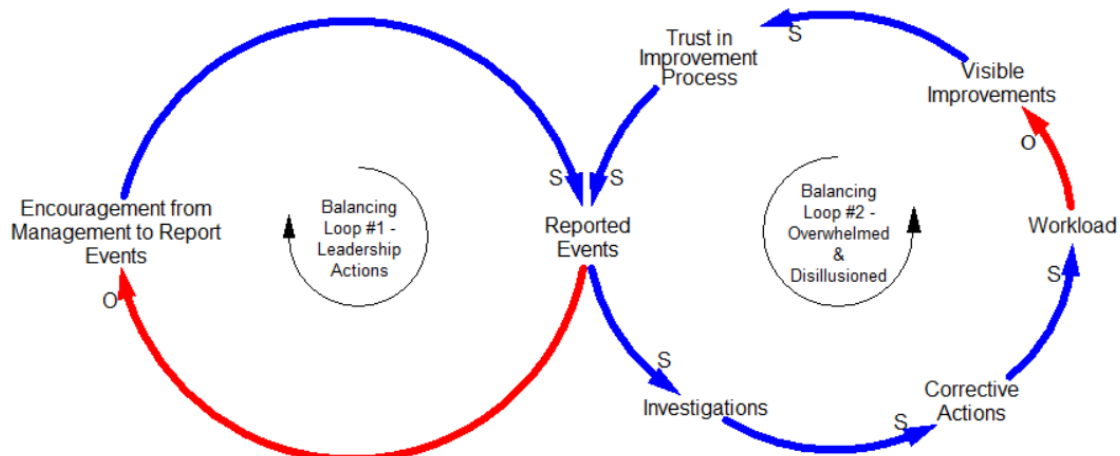 Trust in
Improvement
Process
S
Visible
Improvements
O
S
S
Encouragement from
Management to Report
Events
Balancing
Loop #1 -
Leadership
Actions
Reported
Events
Balancing
Loop #2 -
Overwhelmed
&
Disillusioned
Workload
O
S
S
Investigations
S
Corrective
Actions